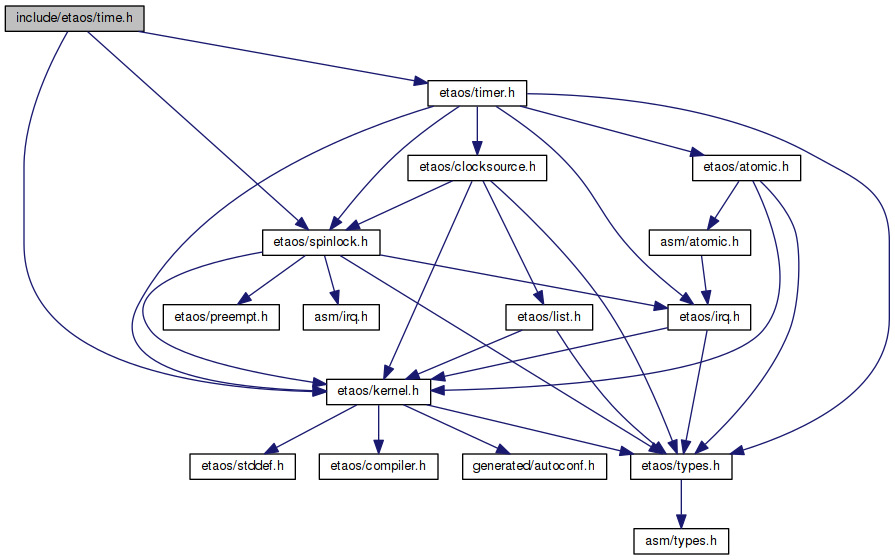 include/etaos/time.h
etaos/timer.h
etaos/clocksource.h
etaos/atomic.h
etaos/spinlock.h
asm/atomic.h
etaos/preempt.h
asm/irq.h
etaos/list.h
etaos/irq.h
etaos/kernel.h
etaos/stddef.h
etaos/compiler.h
generated/autoconf.h
etaos/types.h
asm/types.h